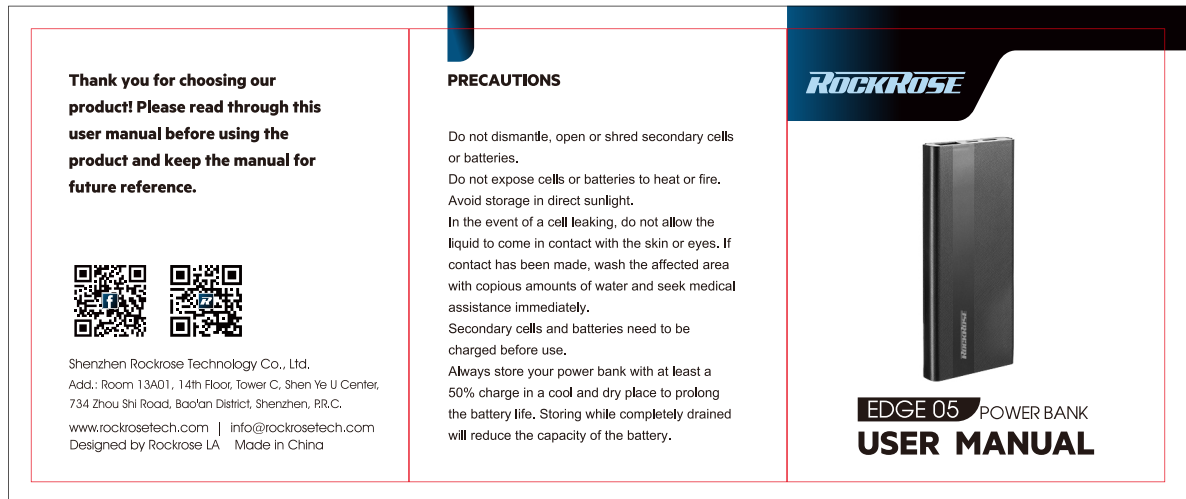 Thank you for choosing our
product! Please read through this
user manual before using the
product and keep the manual for
future reference.
Shenzhen Rockrose Technology Co., Ltd.
Add.: Room 13A01, 14th Floor, Tower C, Shen Ye U Center,
734 Zhou Shi Road, Bao'an District, Shenzhen, P.R.C.
www.rockrosetech.com | info@rockrosetech.com
Designed by Rockrose LA Made in China
PRECAUTIONS
Do not dismantle, open or shred secondary cells
or batteries.
Do not expose cells or batteries to heat or fire.
Avoid storage in direct sunlight.
In the event of a cell leaking, do not allow the
liquid to come in contact with the skin or eyes. If
contact has been made, wash the affected area
with copious amounts of water and seek medical
assistance immediately.
Secondary cells and batteries need to be
charged before use.
Always store your power bank with at least a
50% charge in a cool and dry place to prolong
the battery life. Storing while completely drained
will reduce the capacity of the battery.
ROCKROSE
ROCKROSE
EDGE 05 POWER BANK
USER MANUAL